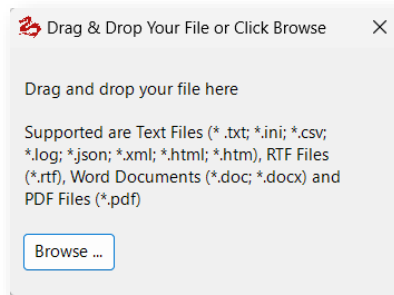 Drag & Drop Your File or Click Browse
Drag and drop your file here
Supported are Text Files (* .txt; *.ini; *.csv;
*.log; *.json; *.xml; *.html; *.htm), RTF Files
(*.rtf), Word Documents (*.doc; *.docx) and
PDF Files (*.pdf)
Browse ...